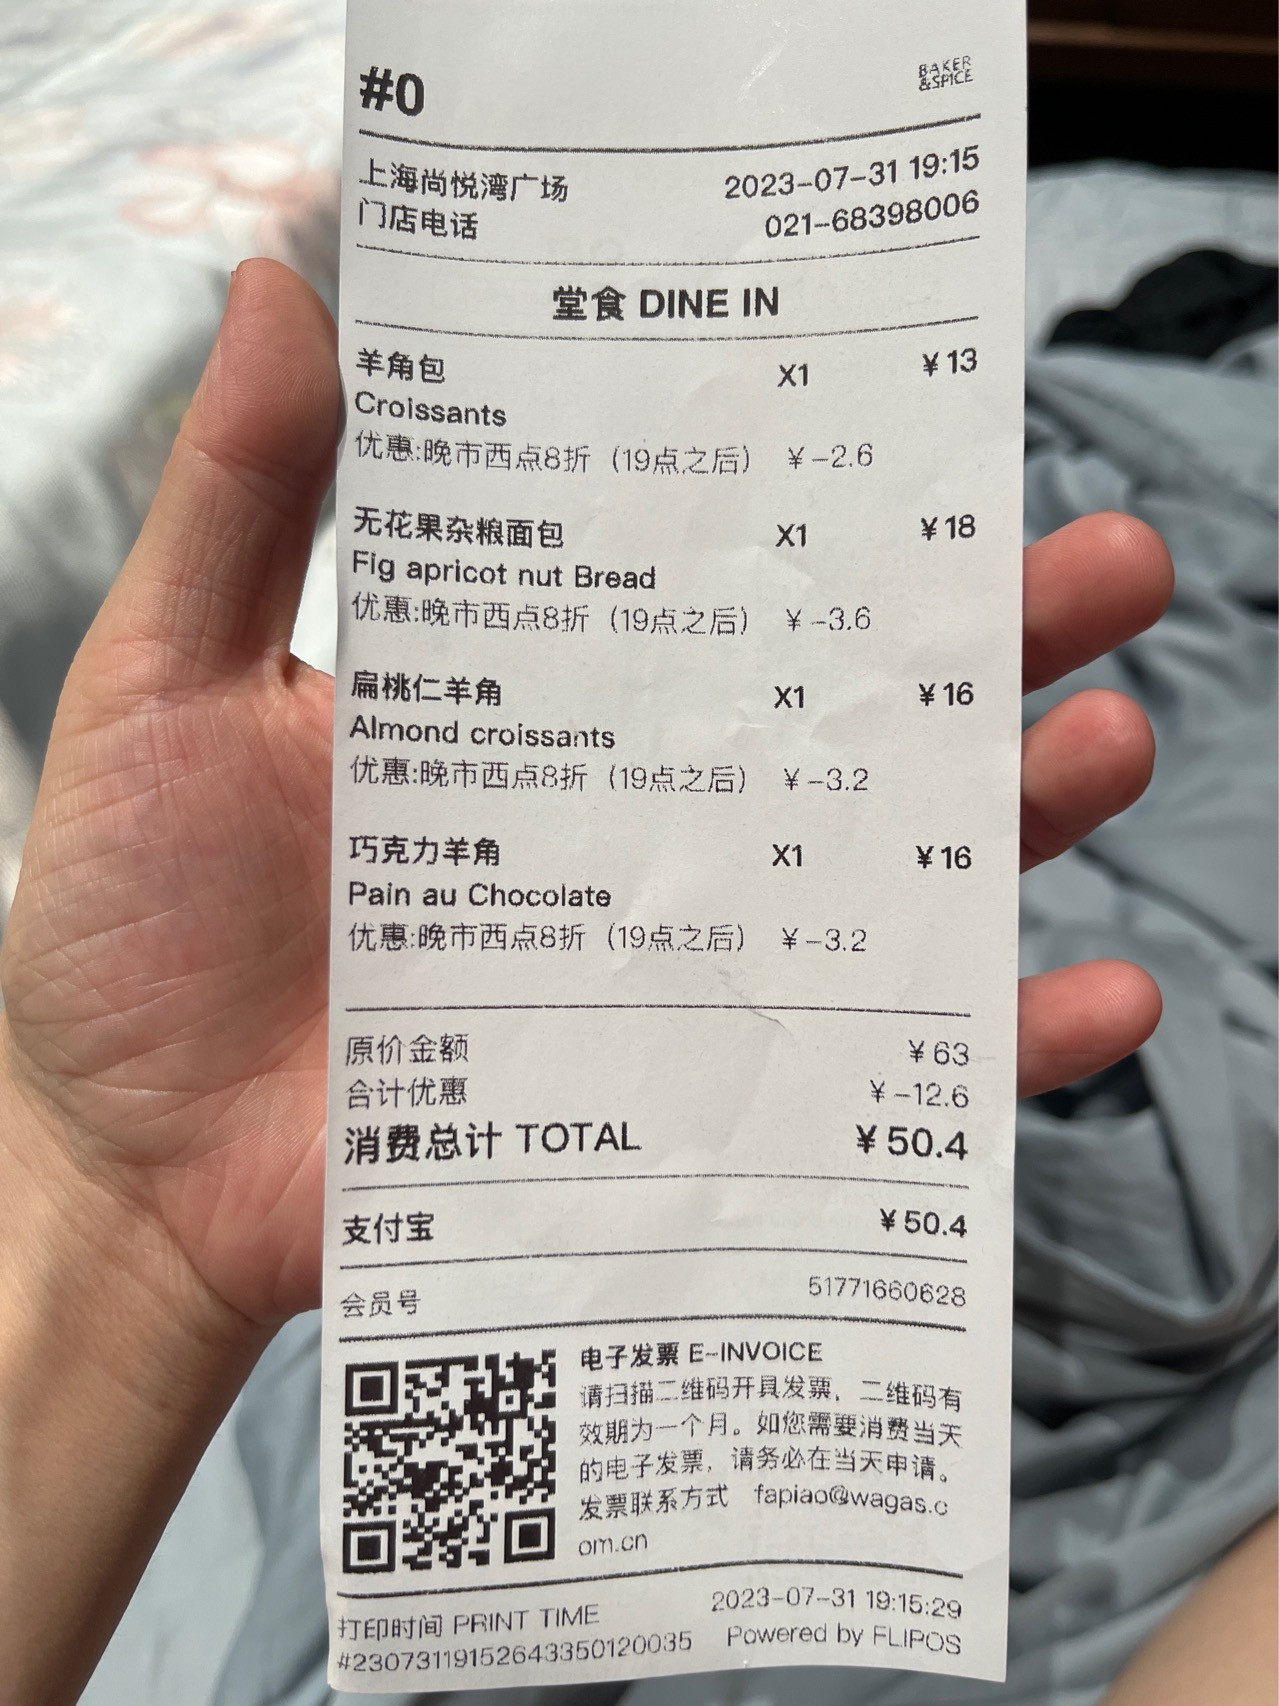 #0
BAKER
&SPICE
上海尚悦湾广场 2023-07-31 19:15
门店电话 021-68398006
堂食 DINE IN
羊角包 X1 ¥13
Croissants
优惠:晚市西点8折（19点之后） ¥-2.6
无花果杂粮面包 X1 ¥18
Fig apricot nut Bread
优惠:晚市西点8折（19点之后） ¥-3.6
扁桃仁羊角 X1 ¥16
Almond croissants
优惠:晚市西点8折（19点之后） ¥-3.2
巧克力羊角 X1 ¥16
Pain au Chocolate
优惠:晚市西点8折（19点之后） ¥-3.2
原价金额 ¥63
合计优惠 ¥-12.6
消费总计 TOTAL ¥50.4
支付宝 ¥50.4
会员号 51771660628
电子发票 E-INVOICE
请扫描二维码开具发票，二维码有
效期为一个月。如您需要消费当天
的电子发票，请务必在当天申请。
发票联系方式 fapiao@wagas.c
om.cn
打印时间 PRINT TIME 2023-07-31 19:15:29
#23073119152643350120035 Powered by FLIPOS